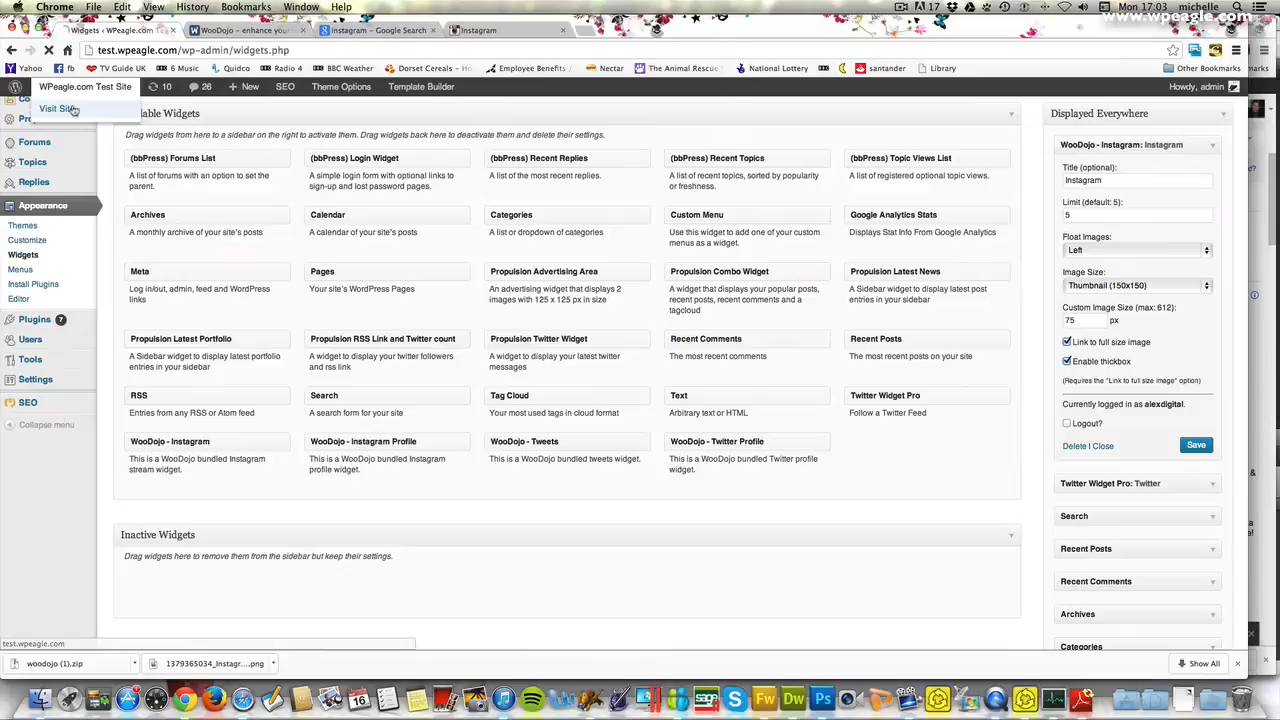 Chrome File Edit View History Bookmarks Window Help
17
Mon 17:03 michelle
www.wpeagle.com
Widgets ‹ WPeagle.com Te
WooDojo – enhance your
instagram - Google Search
Instagram
test.wpeagle.com/wp-admin/widgets.php
Yahoo fb TV Guide UK 6 Music Quidco Radio 4 BBC Weather Dorset Cereals - Ho Employee Benefits / Nectar The Animal Rescue National Lottery santander Library Other Bookmarks
WPeagle.com Test Site 10 26 + New SEO Theme Options Template Builder Howdy, admin
Visit Site
Forums
Topics
Replies
Appearance
Themes
Customize
Widgets
Menus
Install Plugins
Editor
Plugins 7
Users
Tools
Settings
SEO
Collapse menu
lable Widgets
Drag widgets from here to a sidebar on the right to activate them. Drag widgets back here to deactivate and delete their settings.
(bbPress) Forums List
A list of forums with an option to set the
parent.
(bbPress) Login Widget
A simple login form with optional links to
sign-up and lost password pages.
(bbPress) Recent Replies
A list of the most recent replies.
(bbPress) Recent Topics
A list of recent topics, sorted by popularity
or freshness.
(bbPress) Topic Views List
A list of registered optional topic views.
Archives
A monthly archive of your site's posts
Calendar
A calendar of your site's posts
Categories
A list or dropdown of categories
Custom Menu
Use this widget to add one of your custom
menus as a widget.
Google Analytics Stats
Displays Stat Info From Google Analytics
Meta
Log in/out, admin, feed and WordPress
links
Pages
Your site's WordPress Pages
Propulsion Advertising Area
An advertising widget that displays 2
images with 125 x 125 px in size
Propulsion Combo Widget
A widget that displays your popular posts,
recent posts, recent comments and a
tagcloud
Propulsion Latest News
A Sidebar widget to display latest post
entries in your sidebar
Propulsion Latest Portfolio
A Sidebar widget to display latest portfolio
entries in your sidebar
Propulsion RSS Link and Twitter count
A widget to display your twitter followers
and rss link
Propulsion Twitter Widget
A widget to display your latest twitter
messages
Recent Comments
The most recent comments
Recent Posts
The most recent posts on your site
RSS
Entries from any RSS or Atom feed
Search
A search form for your site
Tag Cloud
Your most used tags in cloud format
Text
Arbitrary text or HTML
Twitter Widget Pro
Follow a Twitter Feed
WooDojo - Instagram
This is a WooDojo bundled Instagram
stream widget.
WooDojo - Instagram Profile
This is a WooDojo bundled Instagram
profile widget.
WooDojo - Tweets
This is a WooDojo bundled tweets widget.
WooDojo - Twitter Profile
This is a WooDojo bundled Twitter profile
widget.
Inactive Widgets
Drag widgets here to remove them from the sidebar but keep their settings.
Displayed Everywhere
WooDojo - Instagram: Instagram
Title (optional):
Instagram
Limit (default: 5):
5
Float Images:
Left
Image Size:
Thumbnail (150x150)
Custom Image Size (max: 612):
75 px
Link to full size image
Enable thickbox
(Requires the "Link to full size image" option)
Currently logged in as alexdigital.
Logout?
Delete | Close Save
Twitter Widget Pro: Twitter
Search
Recent Posts
Recent Comments
Archives
Categories
test.wpeagle.com
woodojo (1).zip
1379365034_Instagr....png
Show All